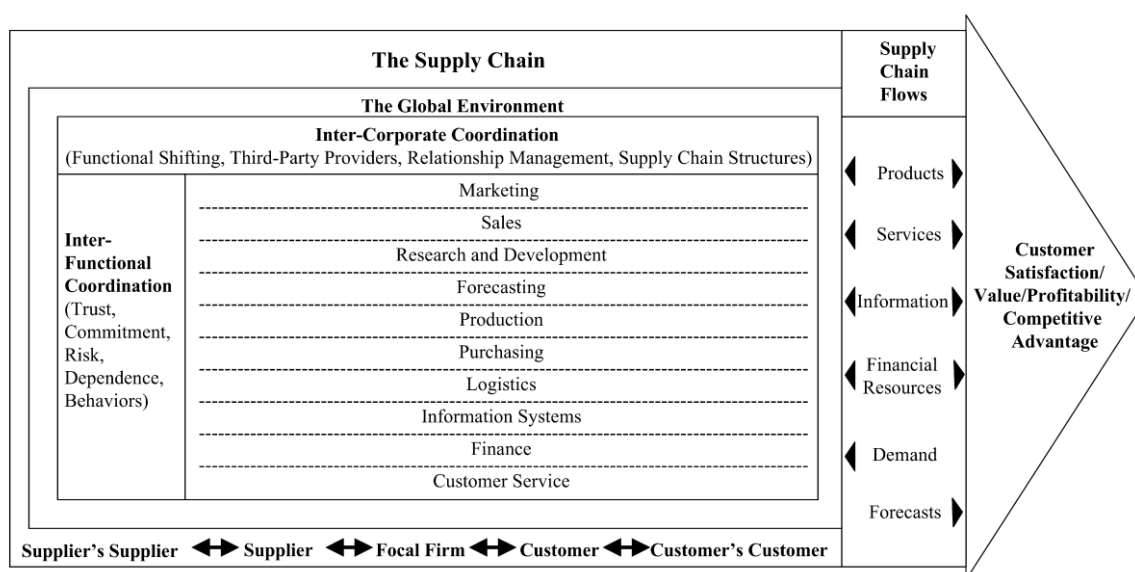 The Supply Chain
The Global Environment
Inter-Corporate Coordination
(Functional Shifting, Third-Party Providers, Relationship Management, Supply Chain Structures)
Inter-
Functional
Coordination
(Trust,
Commitment,
Risk,
Dependence,
Behaviors)
Marketing
Sales
Research and Development
Forecasting
Production
Purchasing
Logistics
Information Systems
Finance
Customer Service
Supplier's Supplier
Supplier
Focal Firm
Customer
Customer's Customer
Supply
Chain
Flows
Products
Services
Information
Financial
Resources
Demand
Forecasts
Customer
Satisfaction/
Value/Profitability/
Competitive
Advantage